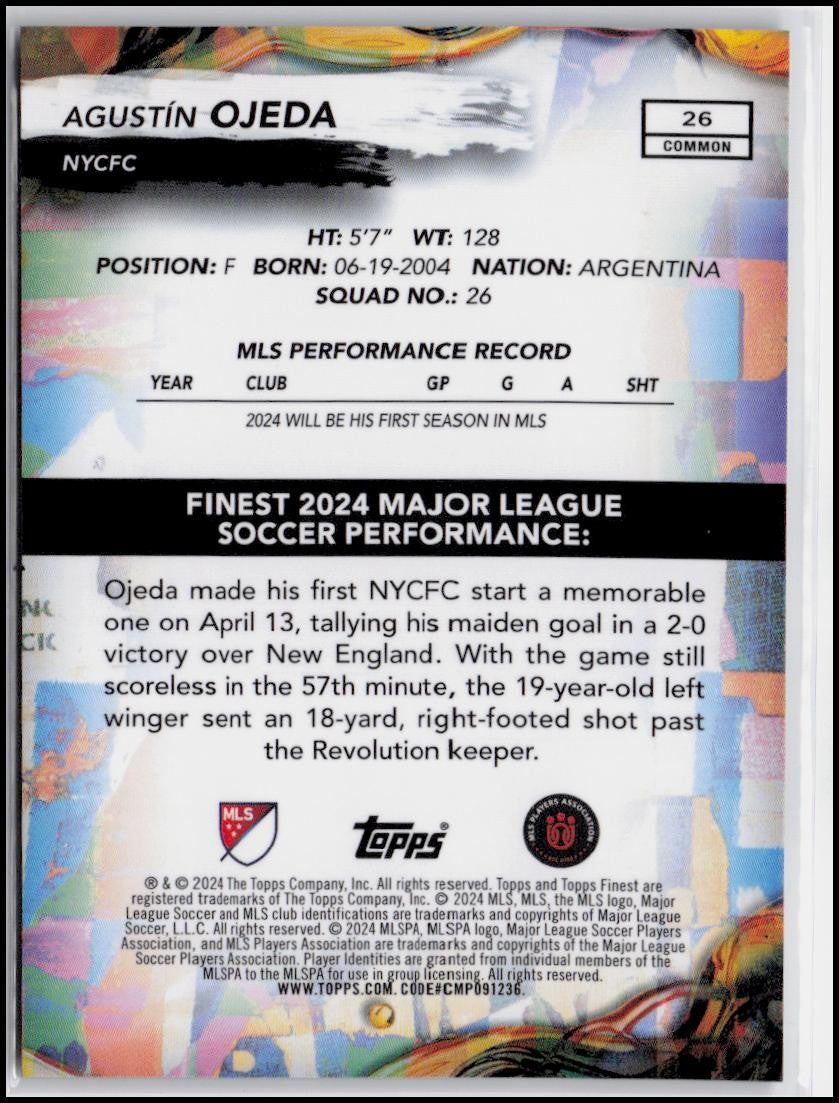 AGUSTÍN OJEDA
NYCFC
26
COMMON
HT: 5'7" WT: 128
POSITION: F BORN: 06-19-2004 NATION: ARGENTINA
SQUAD NO.: 26
MLS PERFORMANCE RECORD
YEAR CLUB GP G A SHT
2024 WILL BE HIS FIRST SEASON IN MLS
FINEST 2024 MAJOR LEAGUE
SOCCER PERFORMANCE:
Ojeda made his first NYCFC start a memorable
one on April 13, tallying his maiden goal in a 2-0
victory over New England. With the game still
scoreless in the 57th minute, the 19-year-old left
winger sent an 18-yard, right-footed shot past
the Revolution keeper.
MLS
Topps®
MLS PLAYERS ASSOCIATION
® & © 2024 The Topps Company, Inc. All rights reserved. Topps and Topps Finest are
registered trademarks of The Topps Company, Inc. © 2024 MLS, MLS, the MLS logo, Major
League Soccer and MLS club identifications are trademarks and copyrights of Major League
Soccer, L.L.C. All rights reserved. © 2024 MLSPA, MLSPA logo, Major League Soccer Players
Association, and MLS Players Association are trademarks and copyrights of the Major League
Soccer Players Association. Player Identities are granted from individual members of the
MLSPA to the MLSPA for use in group licensing. All rights reserved.
WWW.TOPPS.COM. CODE#CMP091236.